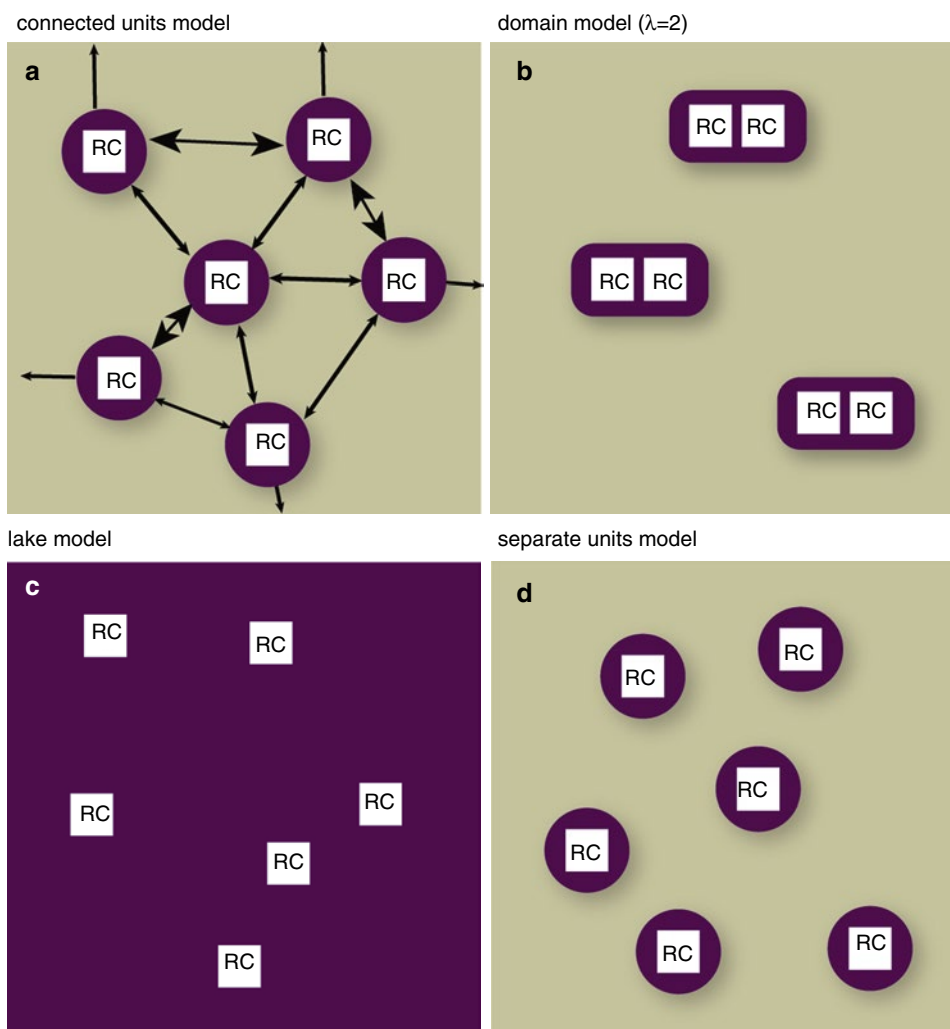 connected units model
domain model (λ=2)
a
RC
RC
RC
RC
RC
RC
b
RC RC
RC RC
RC RC
lake model
separate units model
c
RC
RC
RC
RC
RC
RC
d
RC
RC
RC
RC
RC
RC